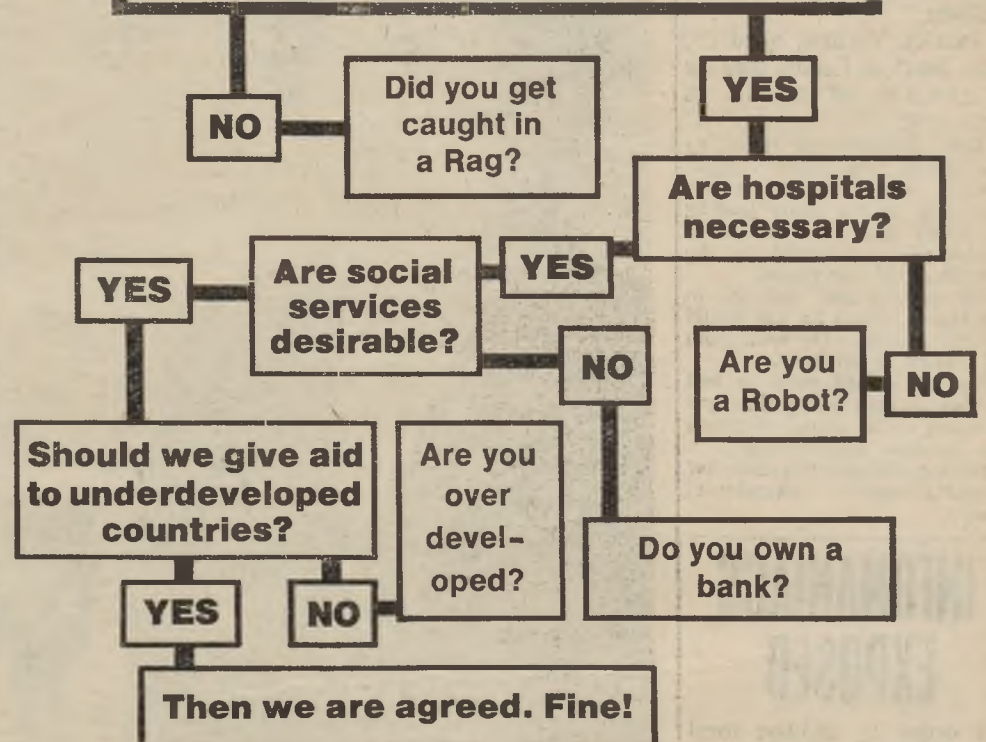 NO
Did you get
caught in
a Rag?
YES
Are hospitals
necessary?
YES
Are social
services
desirable?
YES
NO
Are you
a Robot?
NO
Should we give aid
to underdeveloped
countries?
Are you
over
devel-
oped?
Do you own a
bank?
YES
NO
Then we are agreed. Fine!